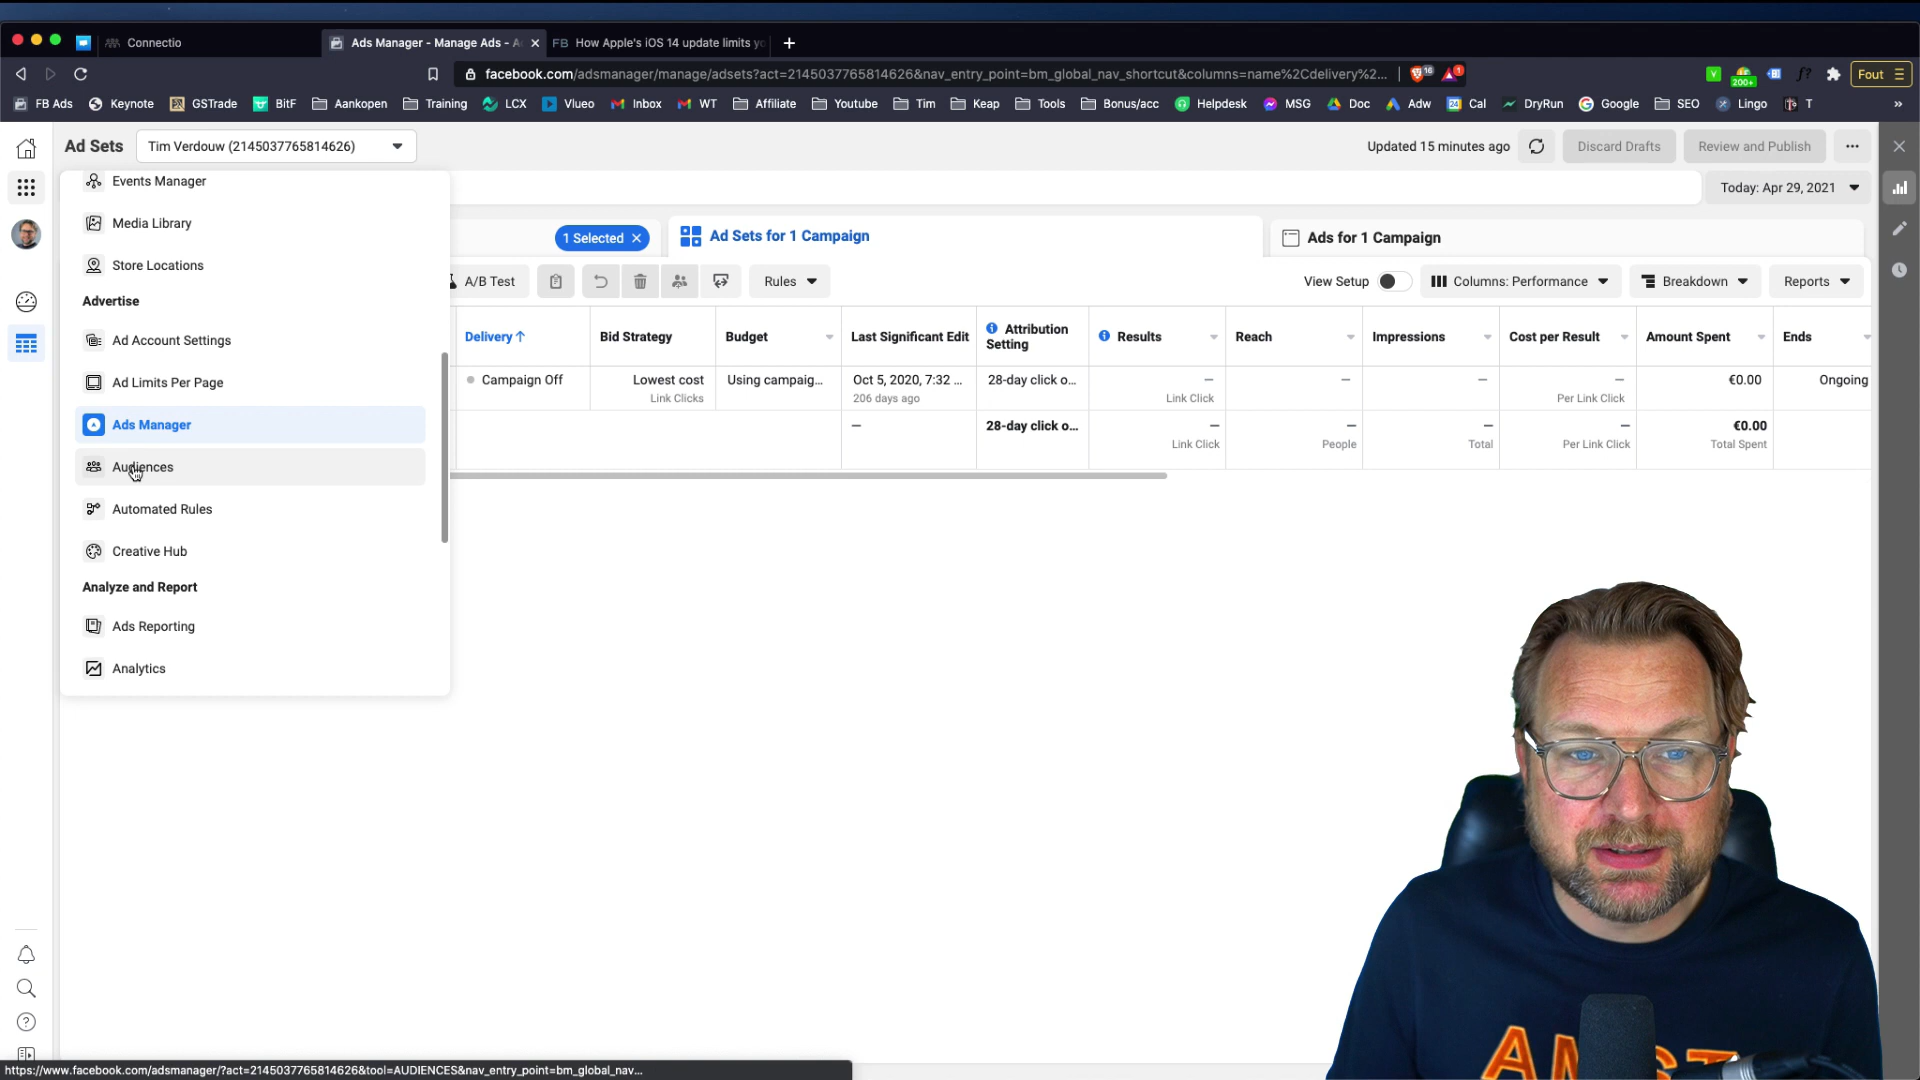 Connectio
Ads Manager - Manage Ads - A
FB How Apple's iOS 14 update limits yo
facebook.com/adsmanager/manage/adsets?act=2145037765814626&nav_entry_point=bm_global_nav_shortcut&columns=name%2Cdelivery%2...
16
1
200+
Fout
FB Ads
Keynote
GSTrade
BitF
Aankopen
Training
LCX
Vlueo
Inbox
WT
Affiliate
Youtube
Tim
Keap
Tools
Bonus/acc
Helpdesk
MSG
Doc
Adw
Cal
DryRun
Google
SEO
Lingo
T
»
Ad Sets
Tim Verdouw (2145037765814626)
Updated 15 minutes ago
Discard Drafts
Review and Publish
...
Today: Apr 29, 2021
Events Manager
Media Library
Store Locations
Advertise
Ad Account Settings
Ad Limits Per Page
Ads Manager
Audiences
Automated Rules
Creative Hub
Analyze and Report
Ads Reporting
Analytics
1 Selected
Ad Sets for 1 Campaign
Ads for 1 Campaign
A/B Test
Rules
View Setup
Columns: Performance
Breakdown
Reports
Delivery ↑
Bid Strategy
Budget
Last Significant Edit
Attribution
Setting
Results
Reach
Impressions
Cost per Result
Amount Spent
Ends
Campaign Off
Lowest cost
Link Clicks
Using campaig...
Oct 5, 2020, 7:32 ...
206 days ago
28-day click o...
—
Link Click
—
—
—
Per Link Click
€0.00
Ongoing
—
28-day click o...
—
Link Click
—
People
—
Total
—
Per Link Click
€0.00
Total Spent
https://www.facebook.com/adsmanager/?act=2145037765814626&tool=AUDIENCES&nav_entry_point=bm_global_nav...